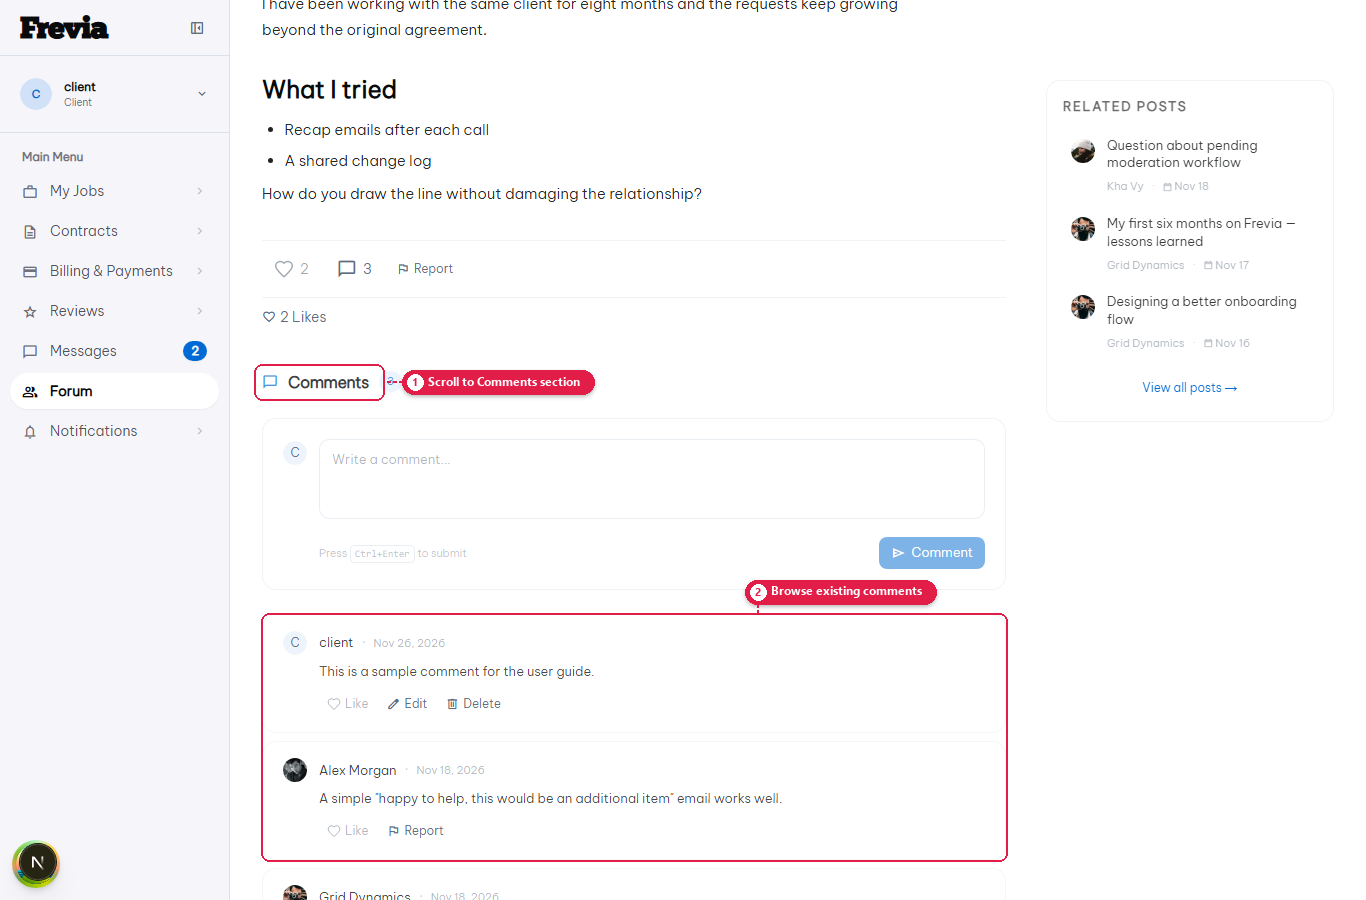 Frevia
C
client
Client
Main Menu
My Jobs
Contracts
Billing & Payments
Reviews
Messages
2
Forum
Notifications
N
I have been working with the same client for eight months and the requests keep growing
beyond the original agreement.
What I tried
Recap emails after each call
A shared change log
How do you draw the line without damaging the relationship?
2
3
Report
2 Likes
Comments
3
1 Scroll to Comments section
C
Write a comment...
Press Ctrl+Enter to submit
Comment
2 Browse existing comments
C
client · Nov 26, 2026
This is a sample comment for the user guide.
Like
Edit
Delete
Alex Morgan · Nov 18, 2026
A simple "happy to help, this would be an additional item" email works well.
Like
Report
Grid Dynamics · Nov 18, 2026
RELATED POSTS
Question about pending
moderation workflow
Kha Vy · Nov 18
My first six months on Frevia —
lessons learned
Grid Dynamics · Nov 17
Designing a better onboarding
flow
Grid Dynamics · Nov 16
View all posts →